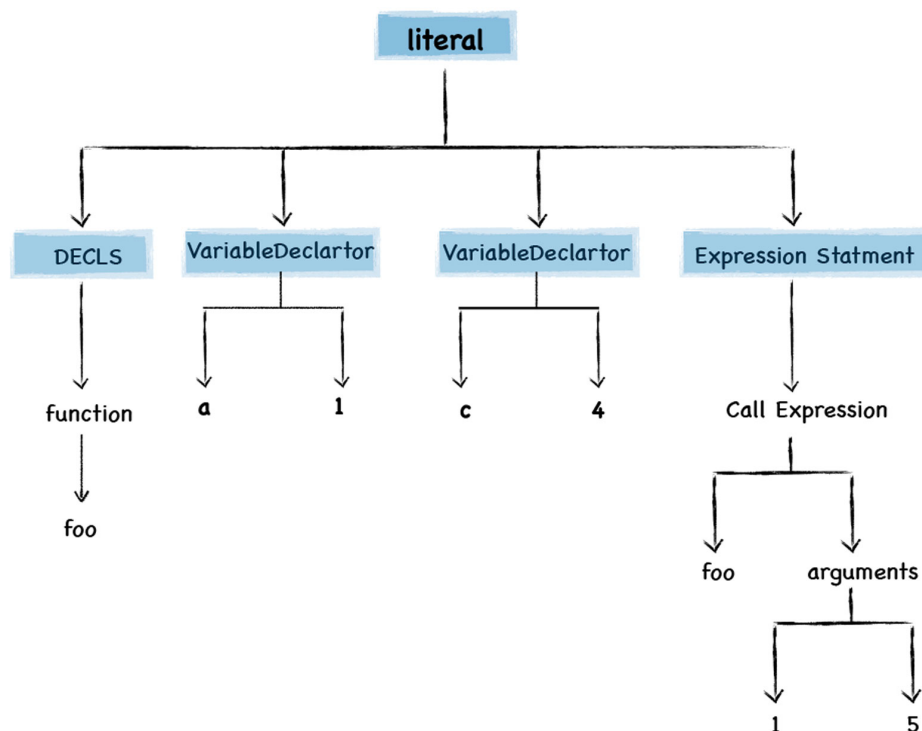 literal
DECLS
VariableDeclartor
VariableDeclartor
Expression Statment
function
a
1
c
4
Call Expression
foo
foo
arguments
1
5